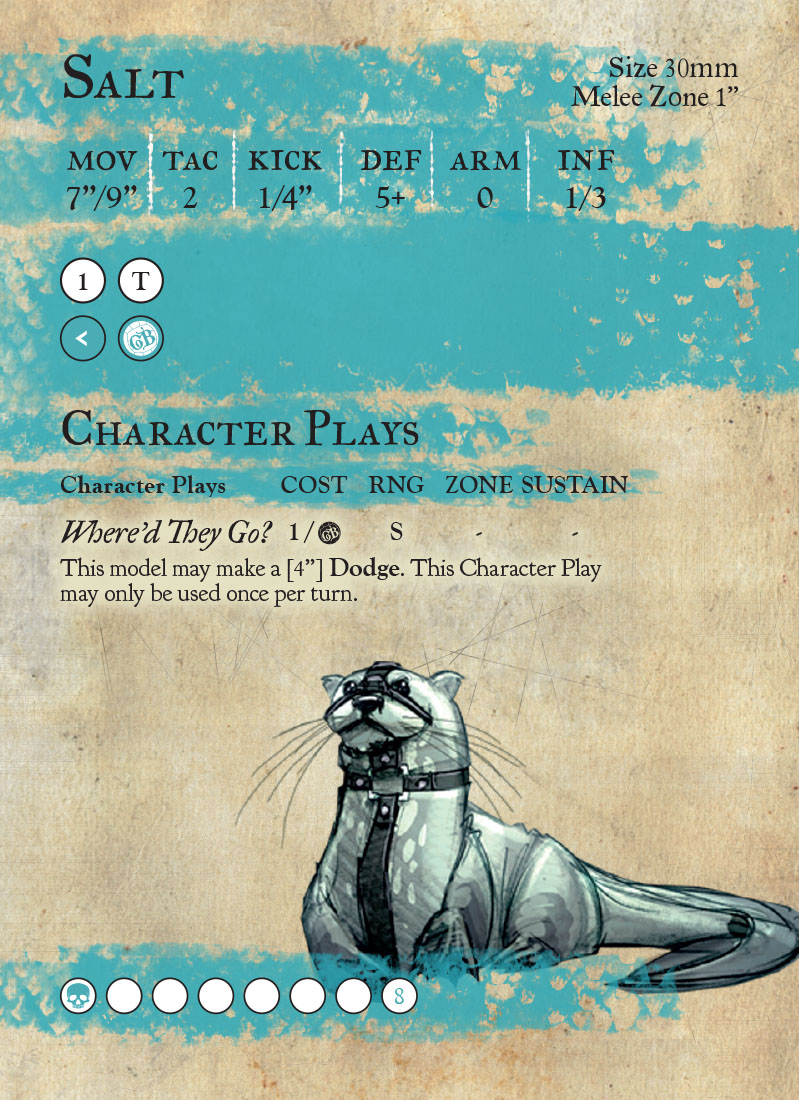 Salt
Size 30mm
Melee Zone 1”
MOV TAC KICK DEF ARM INF
7”/9” 2 1/4” 5+ 0 1/3
1 T
< GB
Character Plays
Character Plays COST RNG ZONE SUSTAIN
Where'd They Go? 1/GB S - -
This model may make a [4”] Dodge. This Character Play
may only be used once per turn.
8